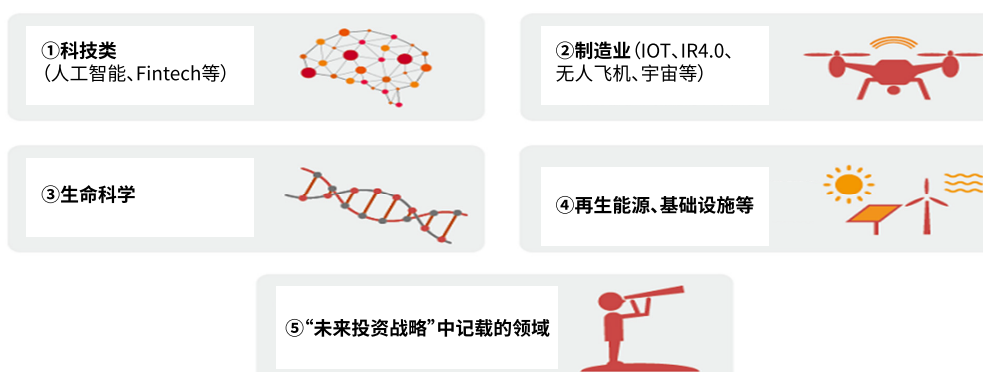 ①科技类
（人工智能、Fintech等）
②制造业（IOT、IR4.0、
无人飞机、宇宙等）
③生命科学
④再生能源、基础设施等
⑤“未来投资战略”中记载的领域